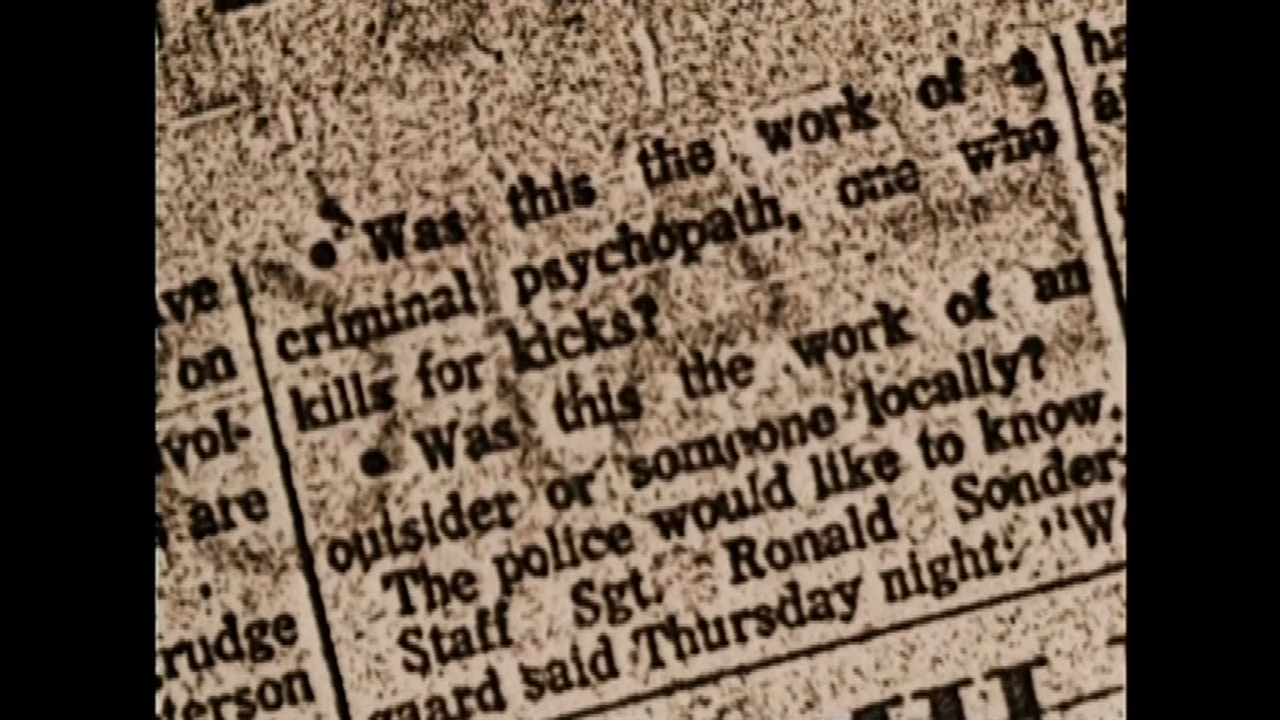 ve
on
vol-
are
rudge
terson
• Was this the work of a
criminal psychopath, one who
kills for kicks?
• Was this the work of an
outsider or someone locally?
The police would like to know.
Staff Sgt. Ronald Sonder-
gaard said Thursday night: "W
ha